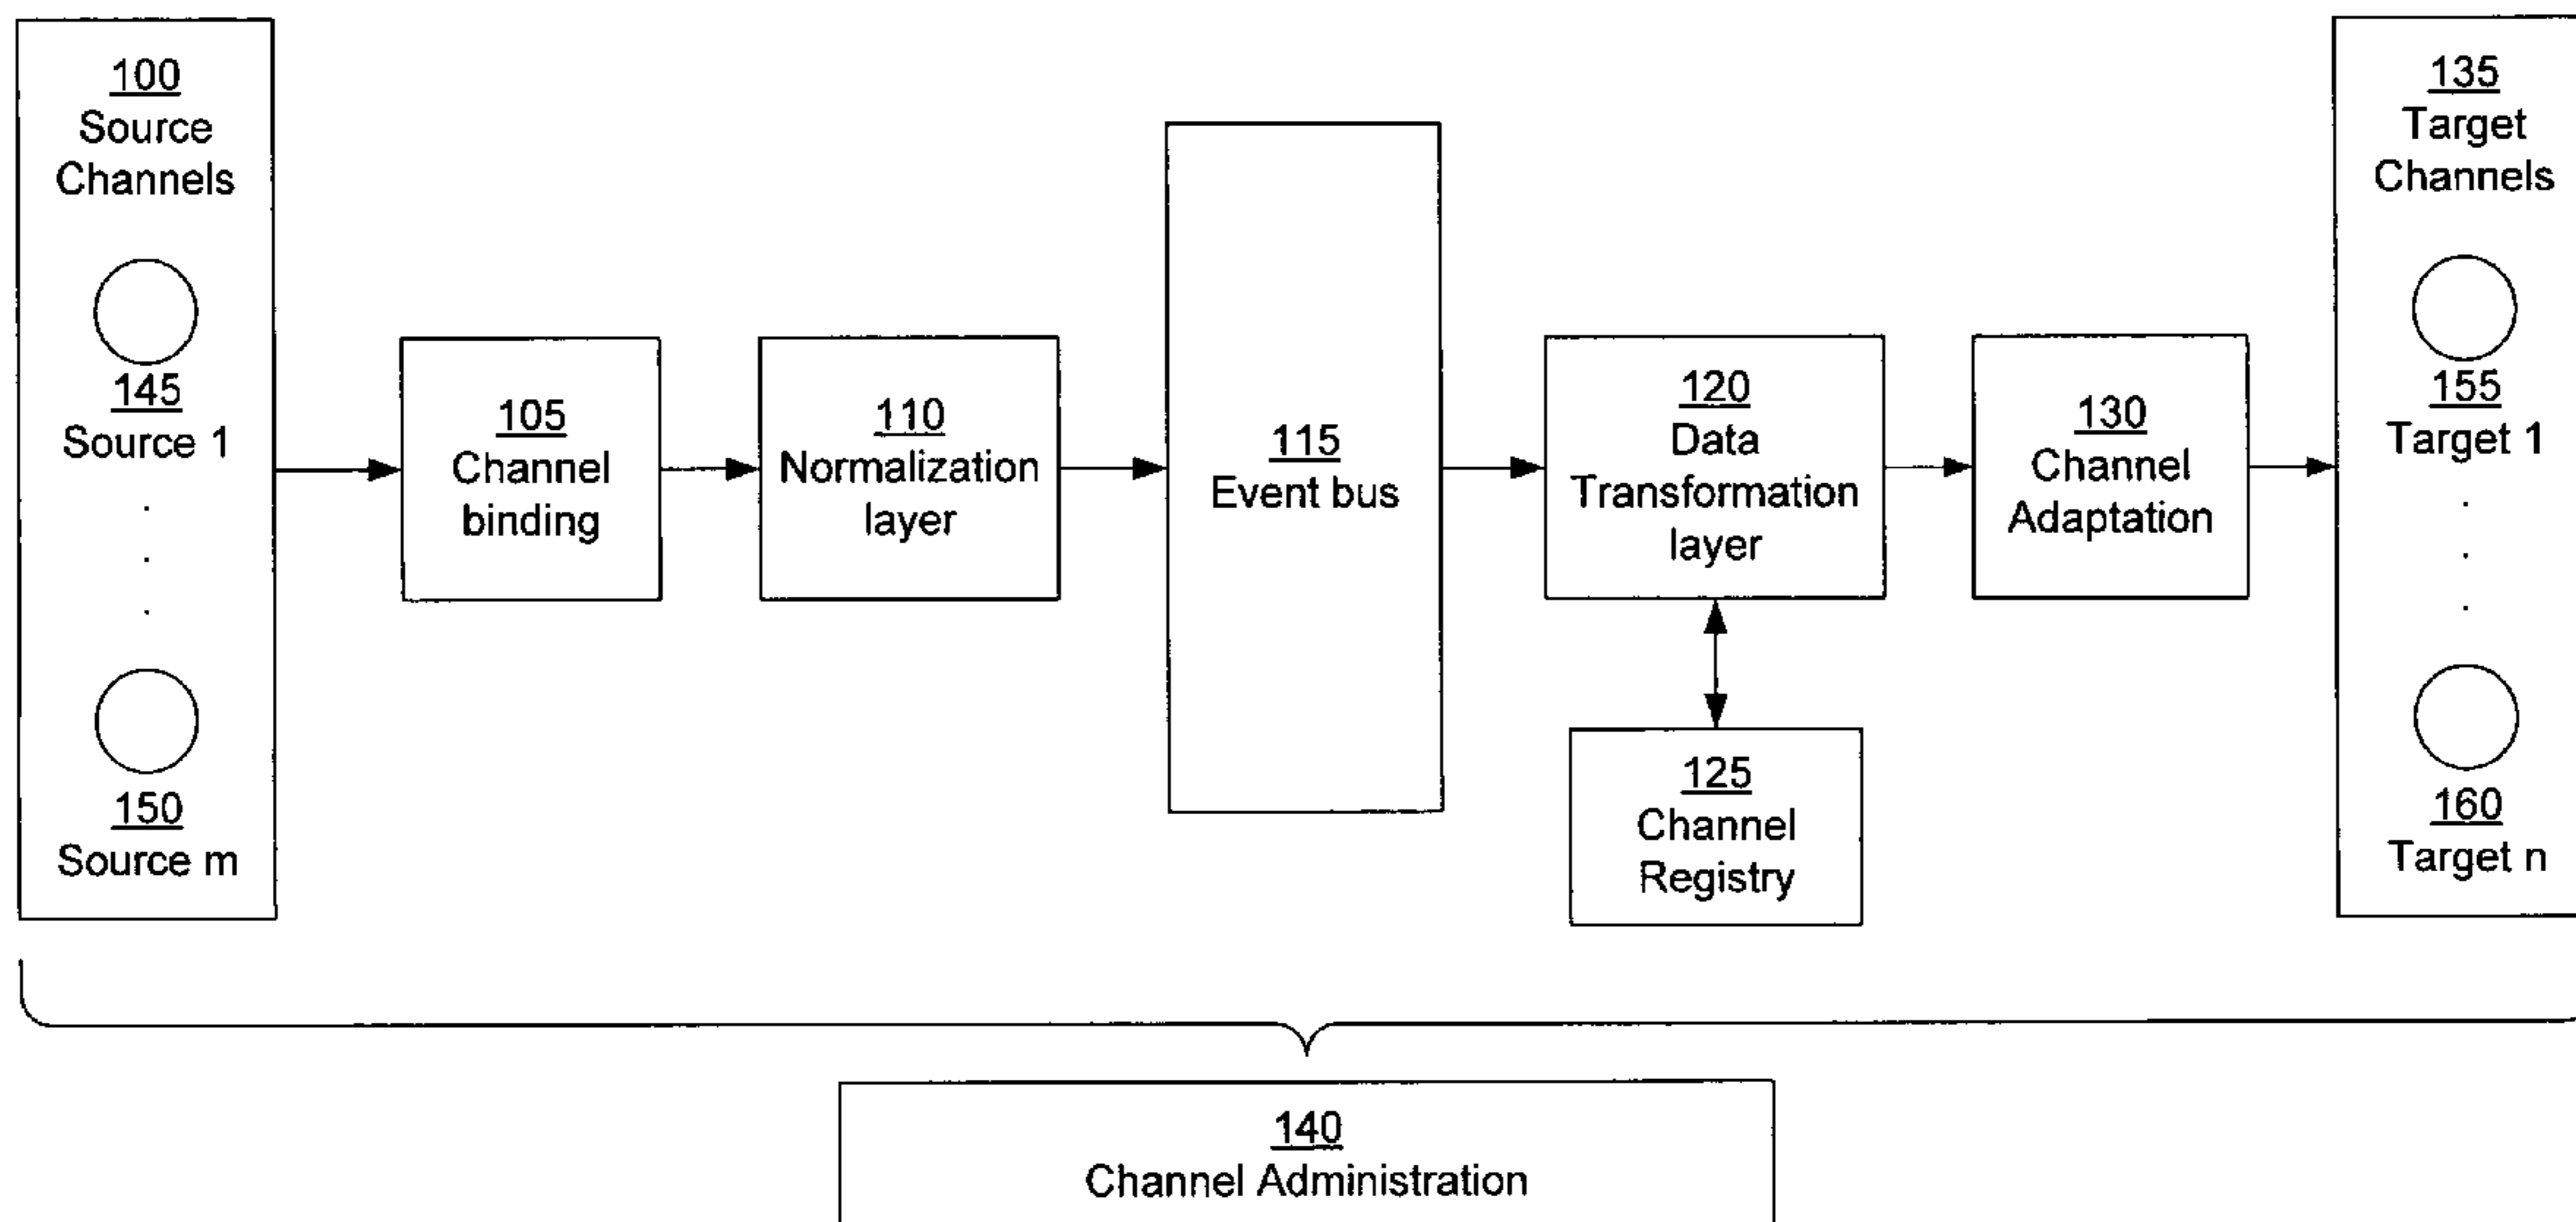 100
Source
Channels
145
Source 1
.
.
.
150
Source m
105
Channel
binding
110
Normalization
layer
115
Event bus
120
Data
Transformation
layer
125
Channel
Registry
130
Channel
Adaptation
135
Target
Channels
155
Target 1
.
.
.
160
Target n
140
Channel Administration